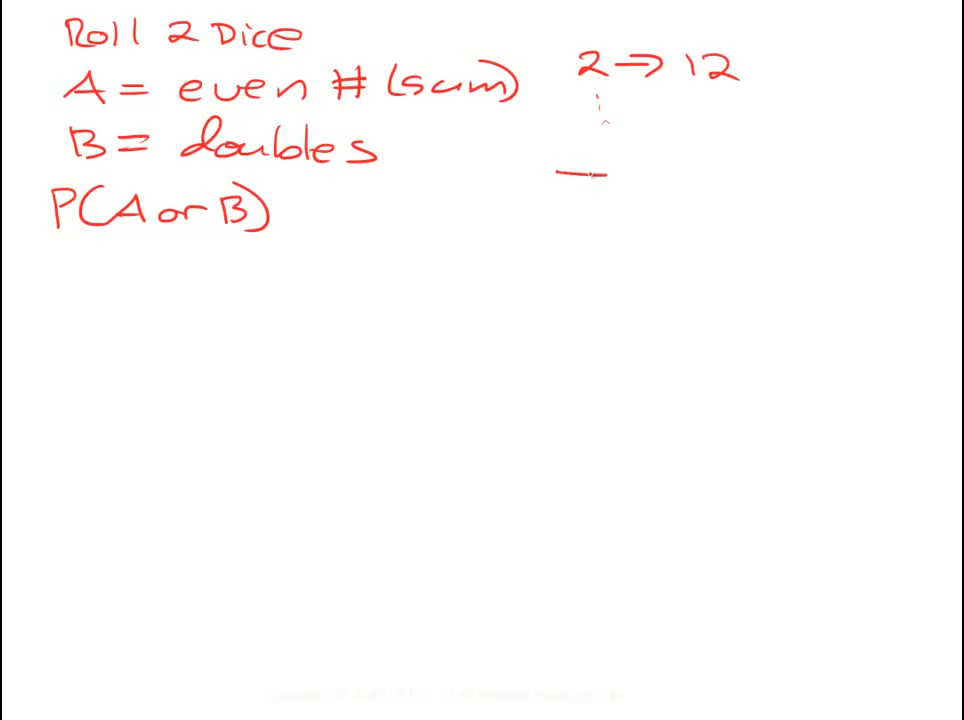 Roll 2 Dice
A = even # (sum)
2 → 12
B = doubles
P(A or B)